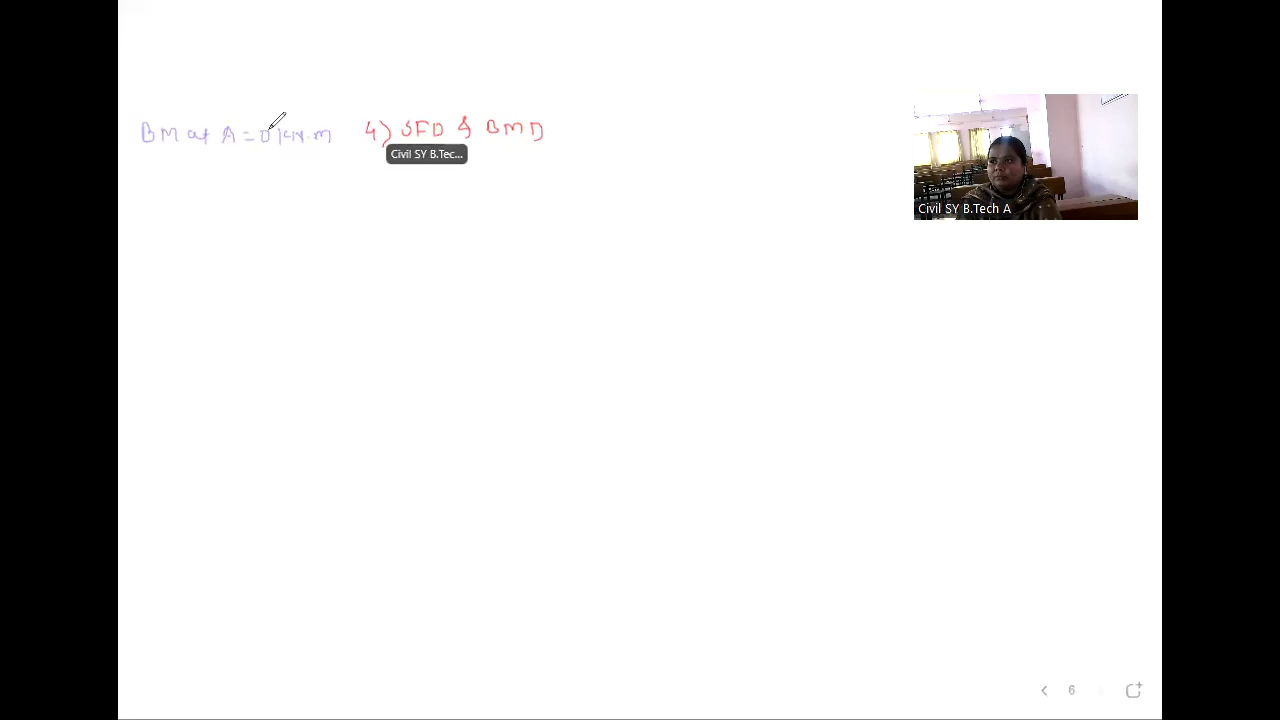 BM at A = 0 kN.m 4) SFD & BMD
Civil SY B.Tec...
Civil SY B.Tech A
6